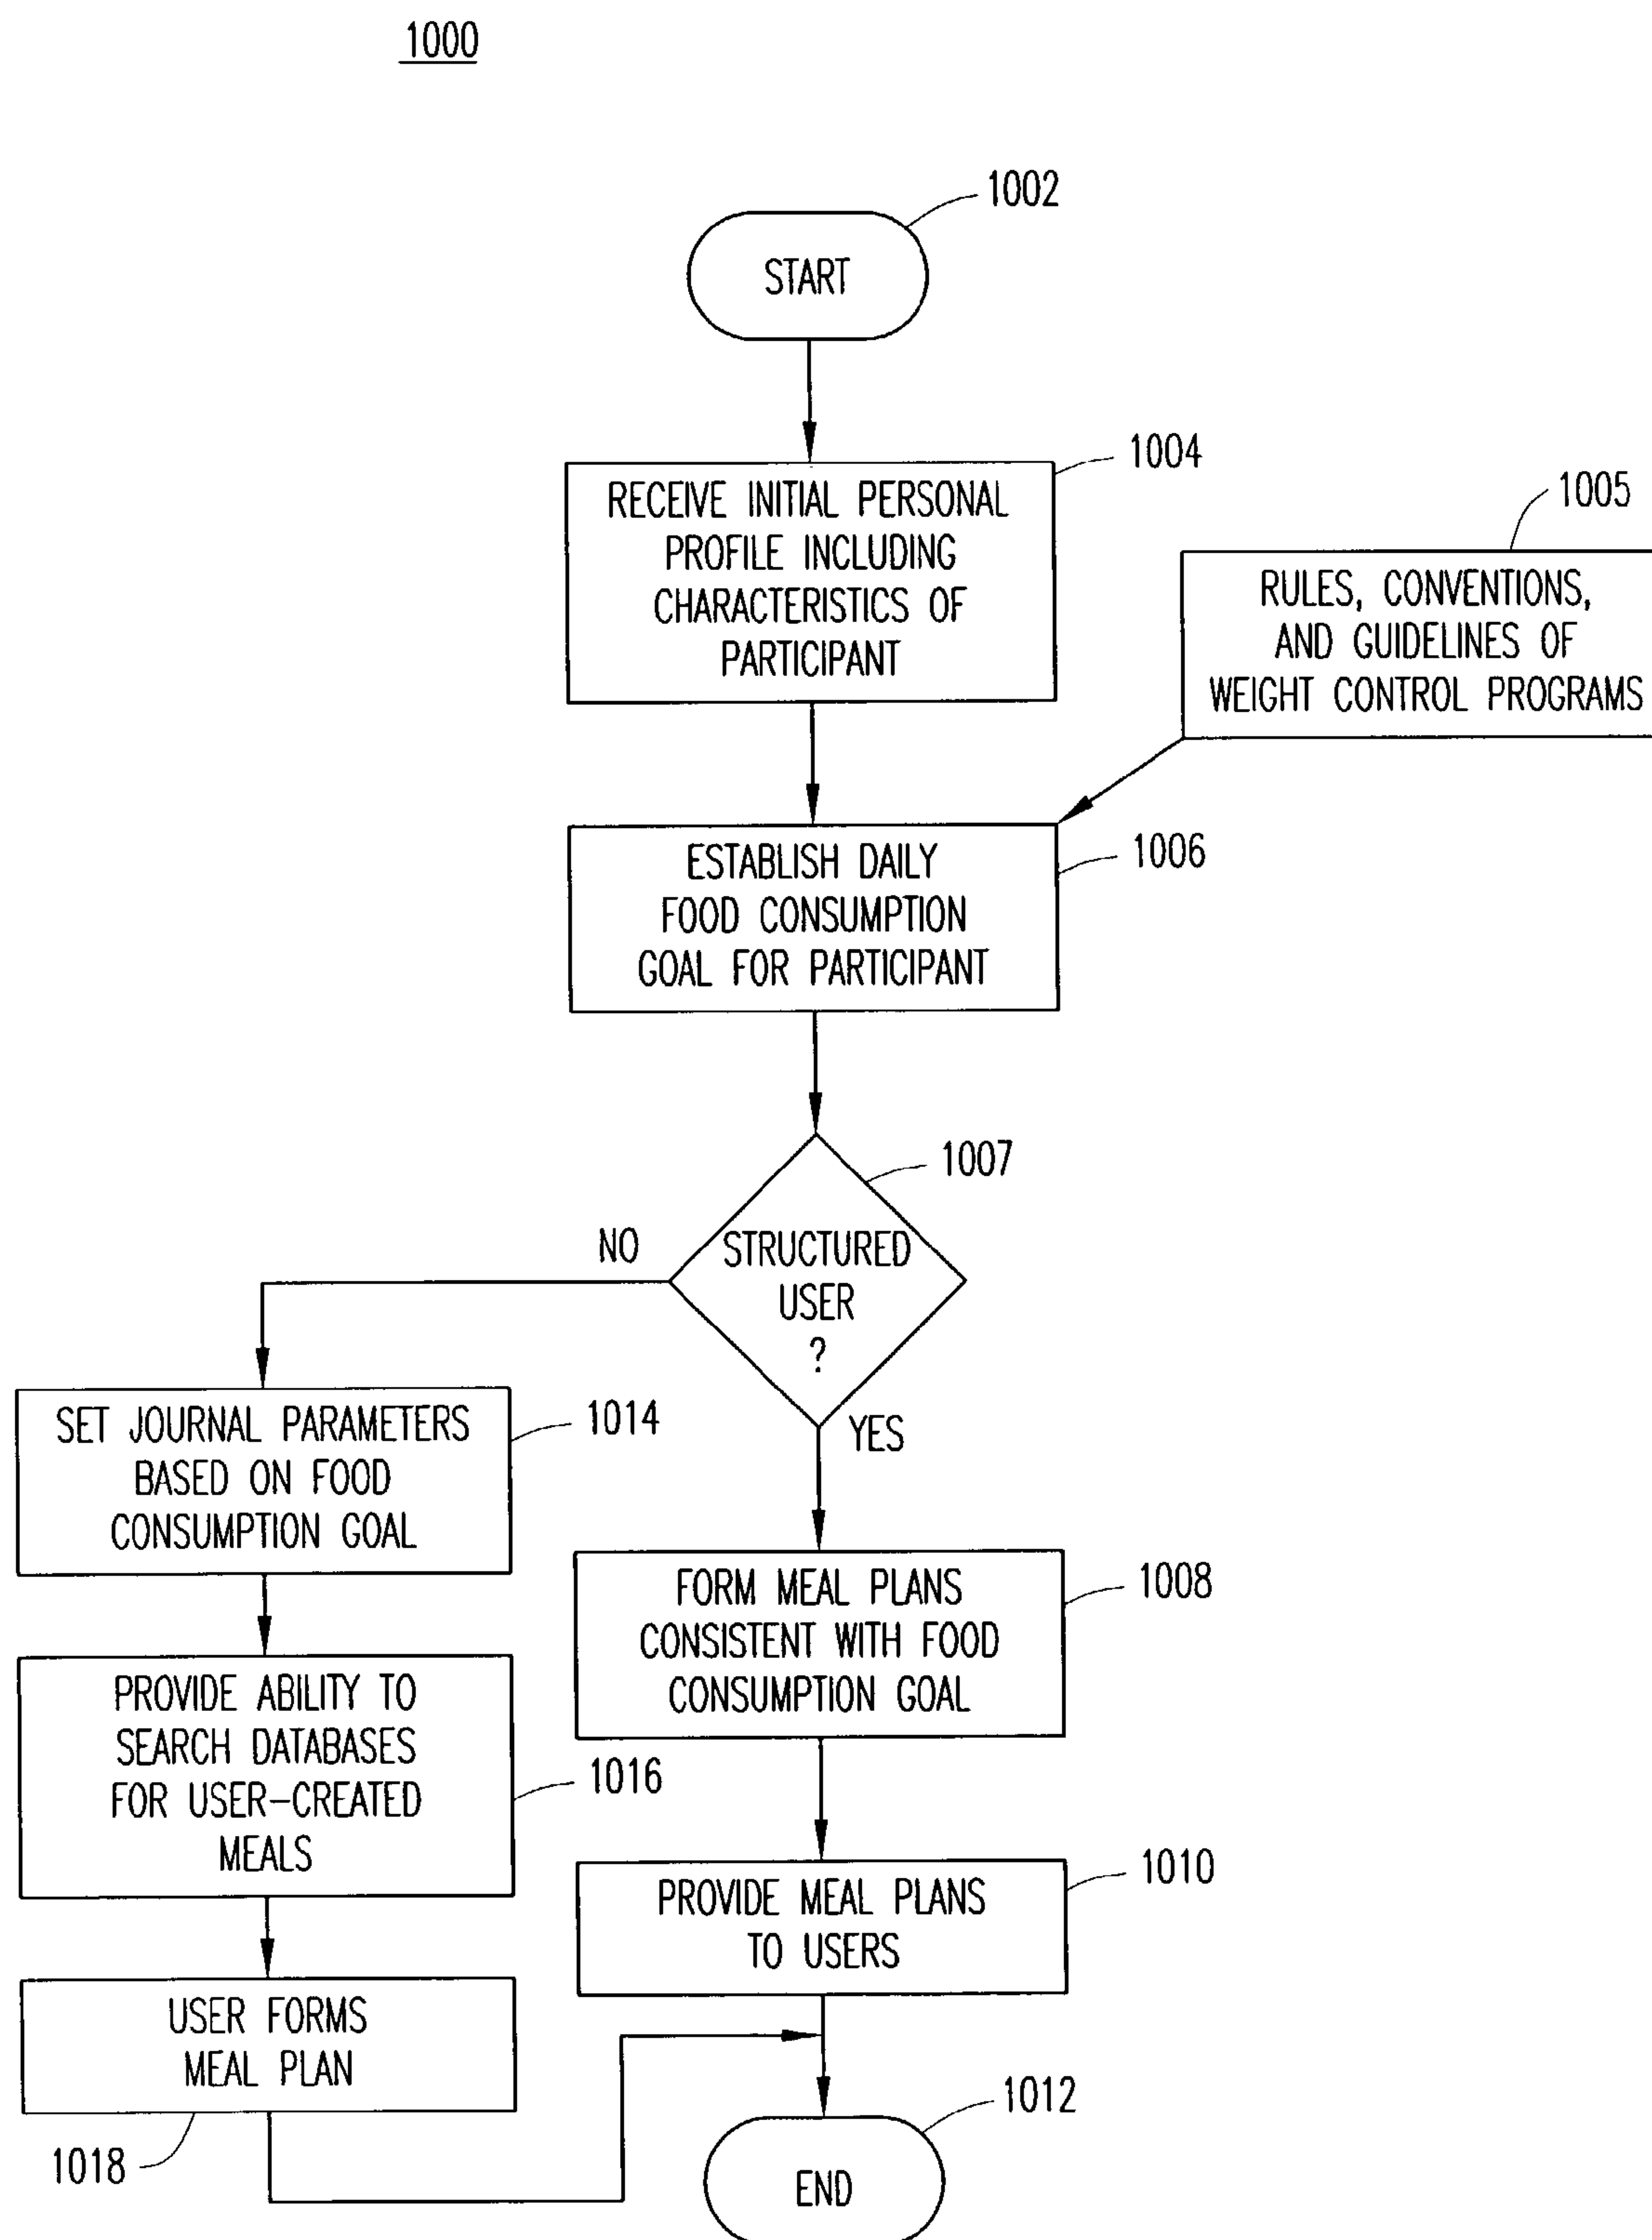 1000
1002
START
1004
RECEIVE INITIAL PERSONAL
PROFILE INCLUDING
CHARACTERISTICS OF
PARTICIPANT
1005
RULES, CONVENTIONS,
AND GUIDELINES OF
WEIGHT CONTROL PROGRAMS
1006
ESTABLISH DAILY
FOOD CONSUMPTION
GOAL FOR PARTICIPANT
1007
STRUCTURED
USER
?
NO
YES
SET JOURNAL PARAMETERS
BASED ON FOOD
CONSUMPTION GOAL
1014
FORM MEAL PLANS
CONSISTENT WITH FOOD
CONSUMPTION GOAL
1008
PROVIDE ABILITY TO
SEARCH DATABASES
FOR USER-CREATED
MEALS
1016
PROVIDE MEAL PLANS
TO USERS
1010
USER FORMS
MEAL PLAN
1018
1012
END